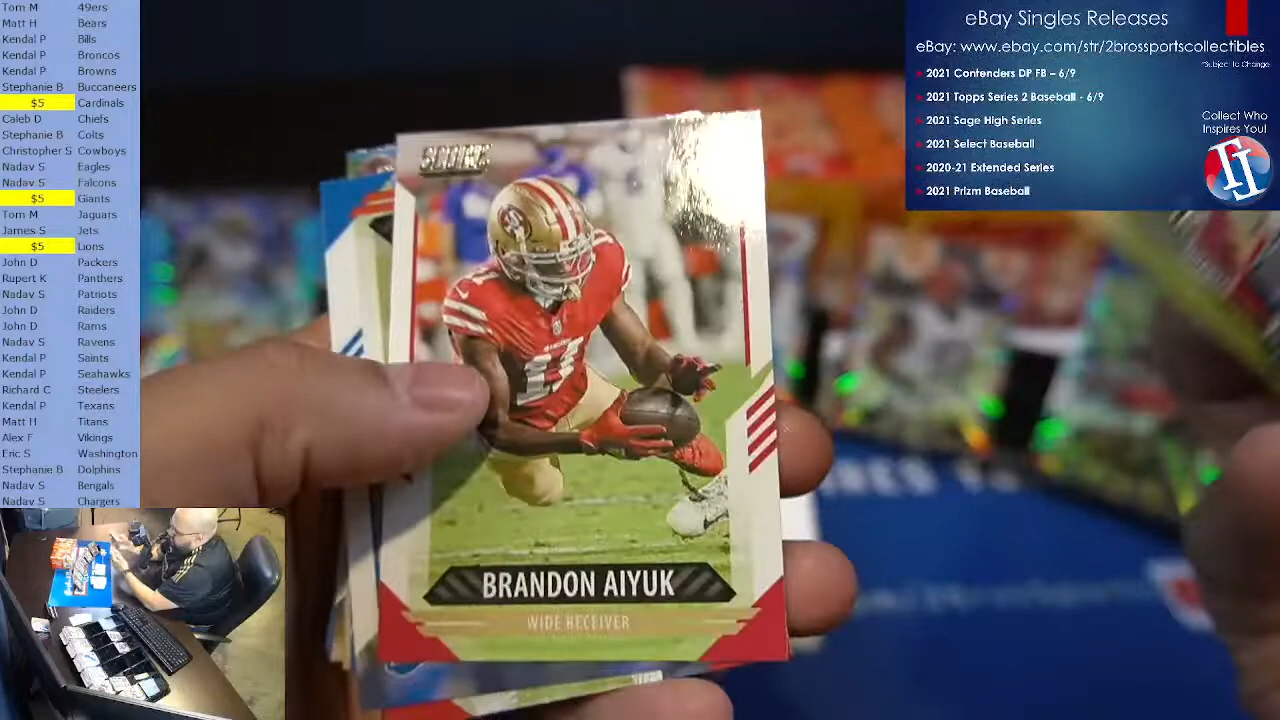 Tom M 49ers
Matt H Bears
Kendal P Bills
Kendal P Broncos
Kendal P Browns
Stephanie B Buccaneers
$5 Cardinals
Caleb D Chiefs
Stephanie B Colts
Christopher S Cowboys
Nadav S Eagles
Nadav S Falcons
$5 Giants
Tom M Jaguars
James S Jets
$5 Lions
John D Packers
Rupert K Panthers
Nadav S Patriots
John D Raiders
John D Rams
Nadav S Ravens
Kendal P Saints
Kendal P Seahawks
Richard C Steelers
Kendal P Texans
Matt H Titans
Alex F Vikings
Eric S Washington
Stephanie B Dolphins
Nadav S Bengals
Nadav S Chargers
SCORE
11
BRANDON AIYUK
WIDE RECEIVER
eBay Singles Releases
eBay: www.ebay.com/str/2brossportscollectibles
*Subject To Change
2021 Contenders DP FB – 6/9
2021 Topps Series 2 Baseball - 6/9
2021 Sage High Series
2021 Select Baseball
2020-21 Extended Series
2021 Prizm Baseball
Collect Who
Inspires You!